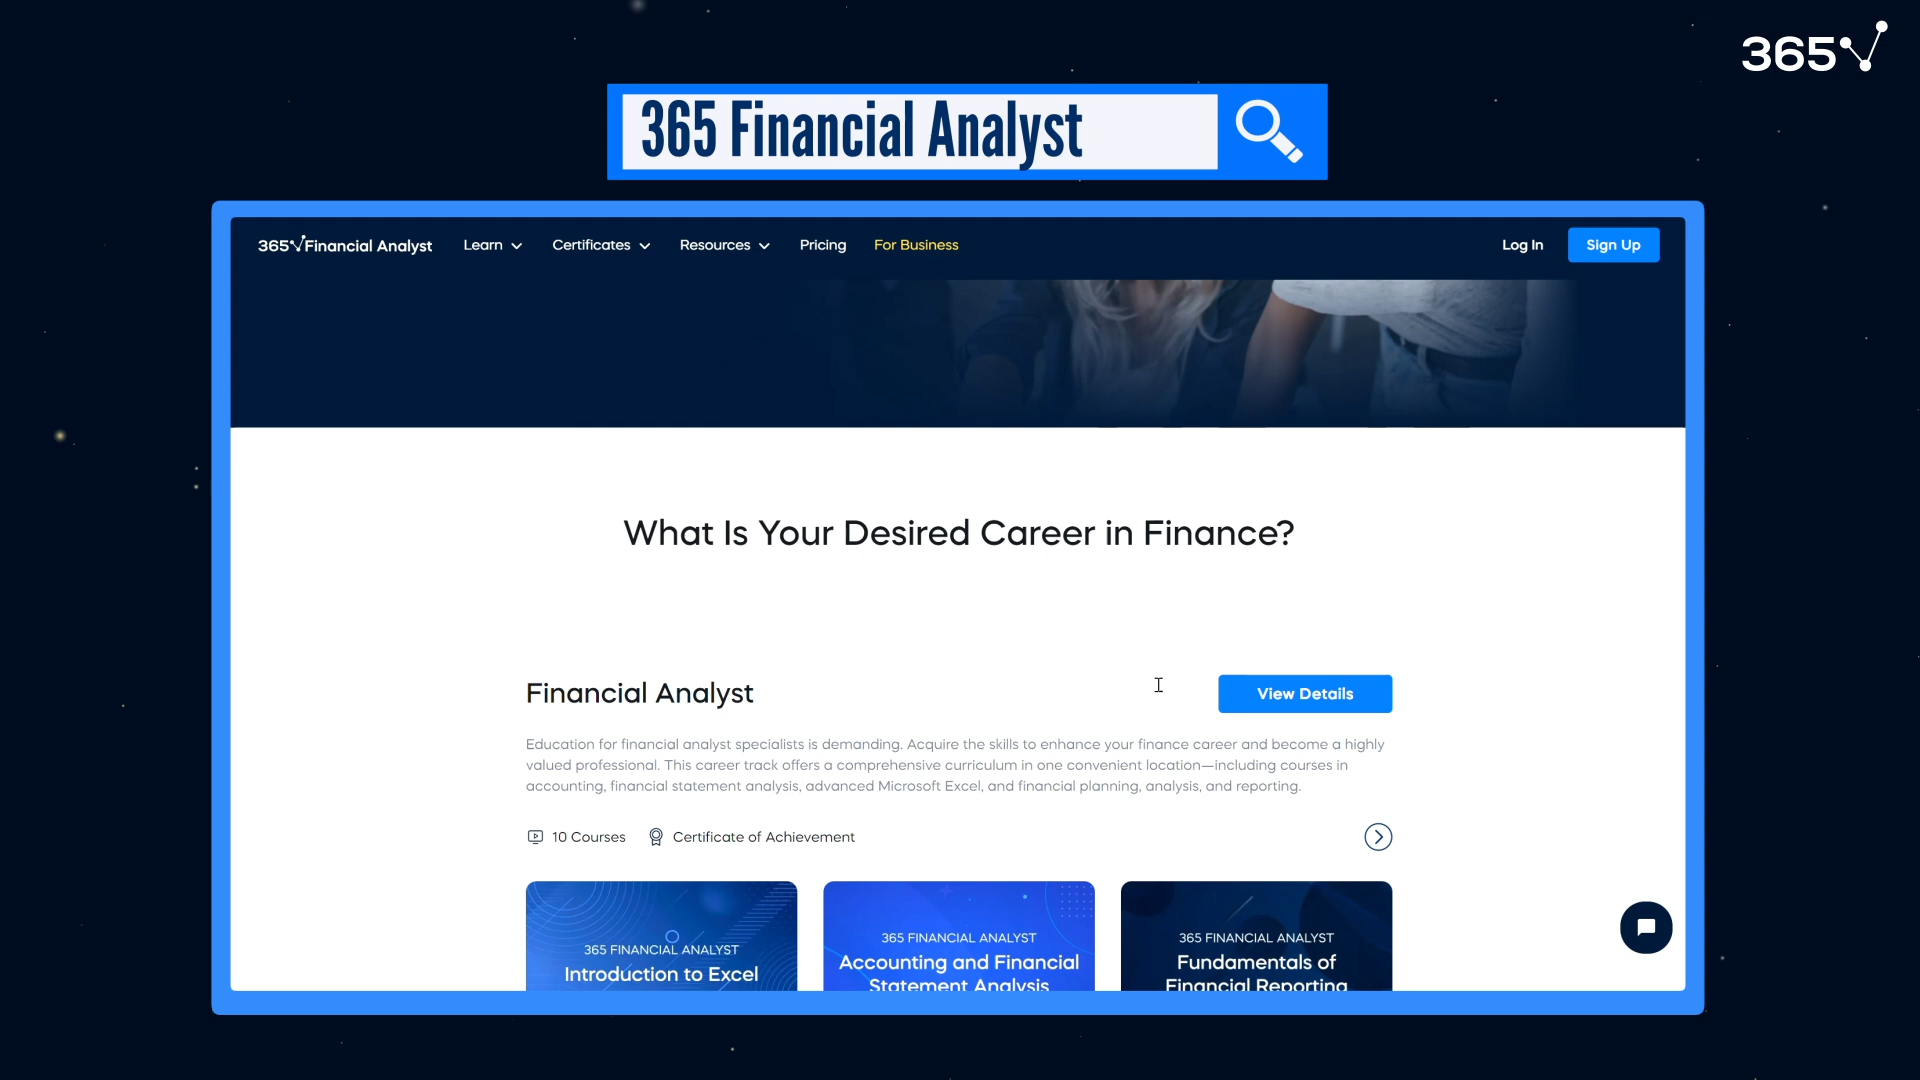 365
365 Financial Analyst
365 Financial Analyst
Learn
Certificates
Resources
Pricing
For Business
Log In
Sign Up
What Is Your Desired Career in Finance?
Financial Analyst
View Details
Education for financial analyst specialists is demanding. Acquire the skills to enhance your finance career and become a highly
valued professional. This career track offers a comprehensive curriculum in one convenient location—including courses in
accounting, financial statement analysis, advanced Microsoft Excel, and financial planning, analysis, and reporting.
10 Courses
Certificate of Achievement
365 FINANCIAL ANALYST
Introduction to Excel
365 FINANCIAL ANALYST
Accounting and Financial
Statement Analysis
365 FINANCIAL ANALYST
Fundamentals of
Financial Reporting